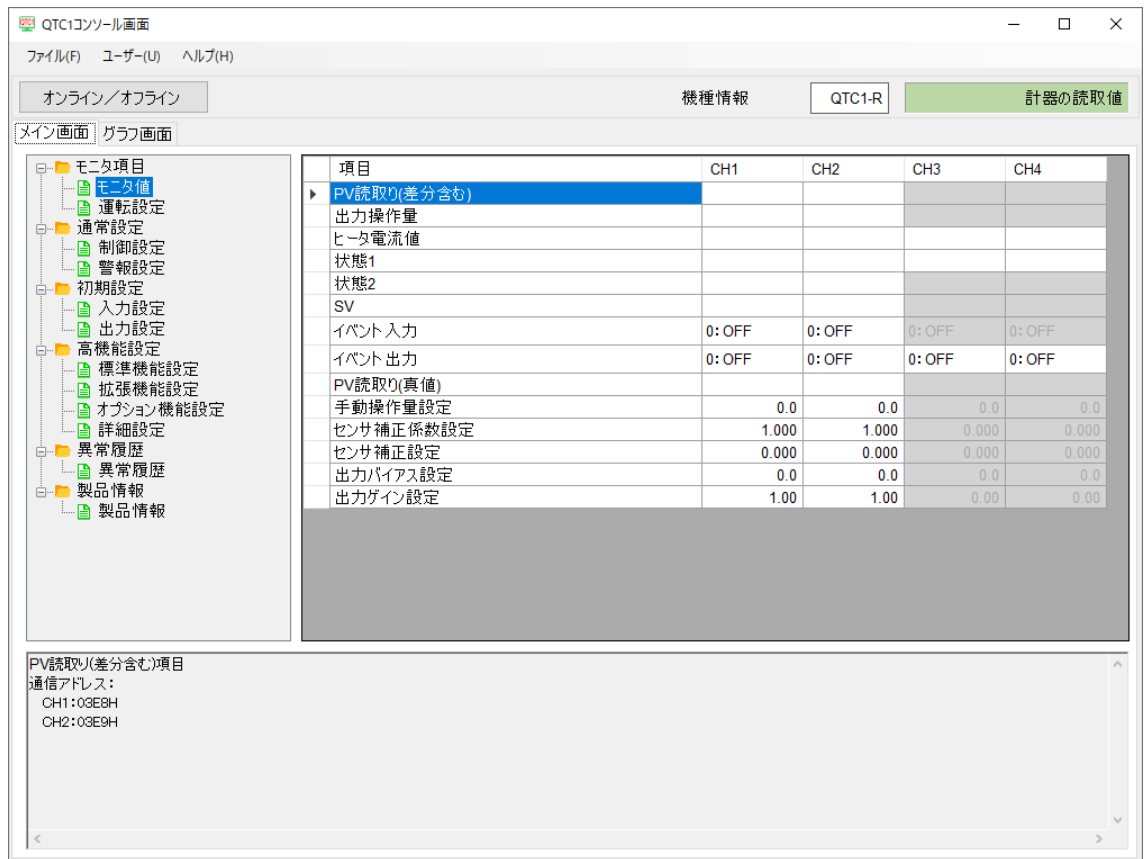 QTC1コンソール画面
ファイル(F) ユーザー(U) ヘルプ(H)
オンライン／オフライン 機種情報 QTC1-R 計器の読取値
メイン画面 グラフ画面
モニタ項目
モニタ値
運転設定
通常設定
制御設定
警報設定
初期設定
入力設定
出力設定
高機能設定
標準機能設定
拡張機能設定
オプション機能設定
詳細設定
異常履歴
異常履歴
製品情報
製品情報
項目 CH1 CH2 CH3 CH4
PV読取り(差分含む)
出力操作量
ヒータ電流値
状態1
状態2
SV
イベント入力 0: OFF 0: OFF 0: OFF 0: OFF
イベント出力 0: OFF 0: OFF 0: OFF 0: OFF
PV読取り(真値)
手動操作量設定 0.0 0.0 0.0 0.0
センサ補正係数設定 1.000 1.000 0.000 0.000
センサ補正設定 0.000 0.000 0.000 0.000
出力バイアス設定 0.0 0.0 0.0 0.0
出力ゲイン設定 1.00 1.00 0.00 0.00
PV読取り(差分含む)項目
通信アドレス：
CH1:03E8H
CH2:03E9H